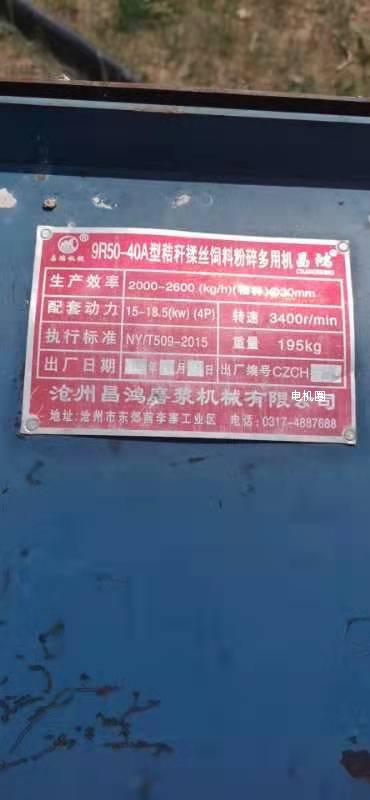 昌鸿机械 ® 9R50-40A型秸秆揉丝饲料粉碎多用机 昌鸿
CHANGHONG
生产效率 2000-2600 (kg/h)(秸秆)Φ30mm
配套动力 15-18.5(kw) (4P) 转速 3400r/min
执行标准 NY/T509-2015 重量 195kg
出厂日期 年 月 日 出厂编号 CZCH
沧州昌鸿磨浆机械有限公司
电机圈
地址:沧州市东郊前李寨工业区 电话:0317-4887688